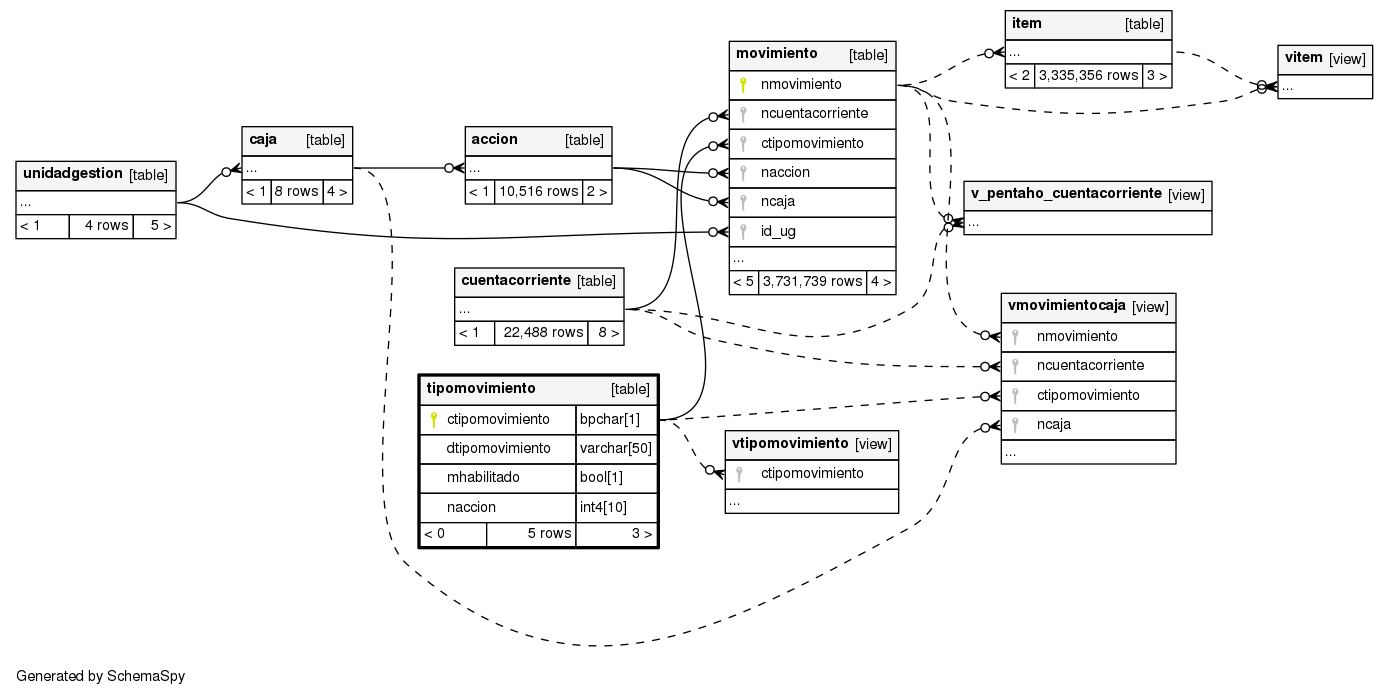 unidadgestion [table]
...
< 1 4 rows 5 >
caja [table]
...
< 1 8 rows 4 >
accion [table]
...
< 1 10,516 rows 2 >
cuentacorriente [table]
...
< 1 22,488 rows 8 >
tipomovimiento [table]
ctipomovimiento bpchar[1]
dtipomovimiento varchar[50]
mhabilitado bool[1]
naccion int4[10]
< 0 5 rows 3 >
movimiento [table]
nmovimiento
ncuentacorriente
ctipomovimiento
naccion
ncaja
id_ug
...
< 5 3,731,739 rows 4 >
vtipomovimiento [view]
ctipomovimiento
...
item [table]
...
< 2 3,335,356 rows 3 >
vitem [view]
...
v_pentaho_cuentacorriente [view]
...
vmovimientocaja [view]
nmovimiento
ncuentacorriente
ctipomovimiento
ncaja
...
Generated by SchemaSpy